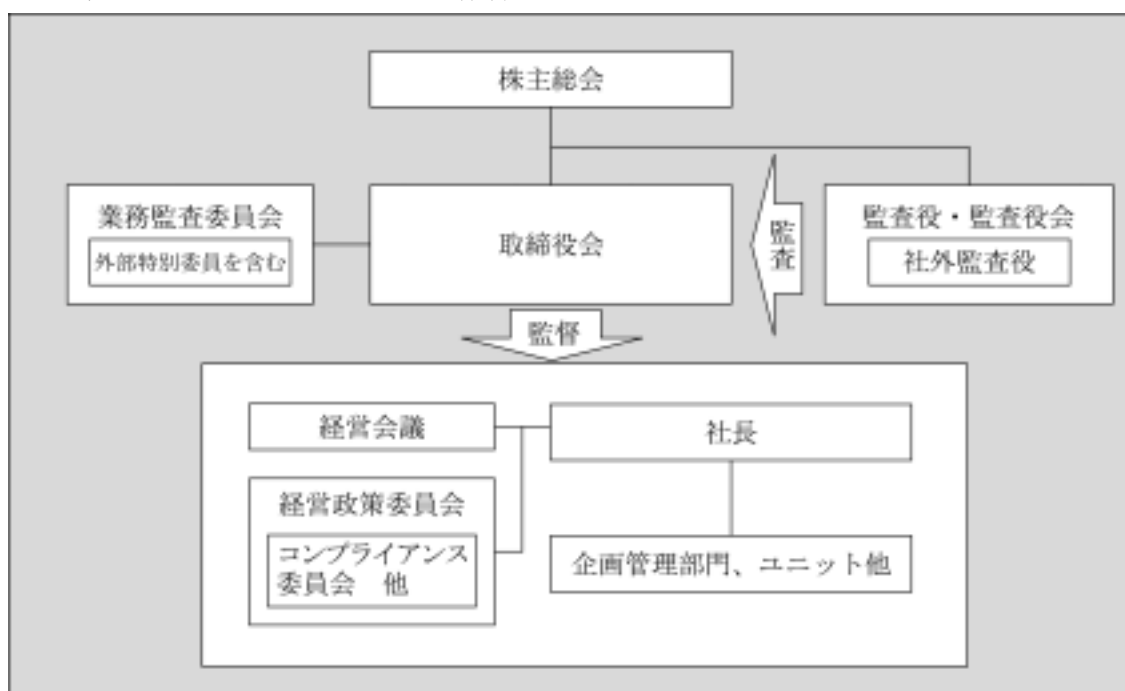 株主総会
業務監査委員会
外部特別委員を含む
取締役会
監査
監査役・監査役会
社外監査役
監督
経営会議
社長
経営政策委員会
コンプライアンス
委員会 他
企画管理部門、ユニット他